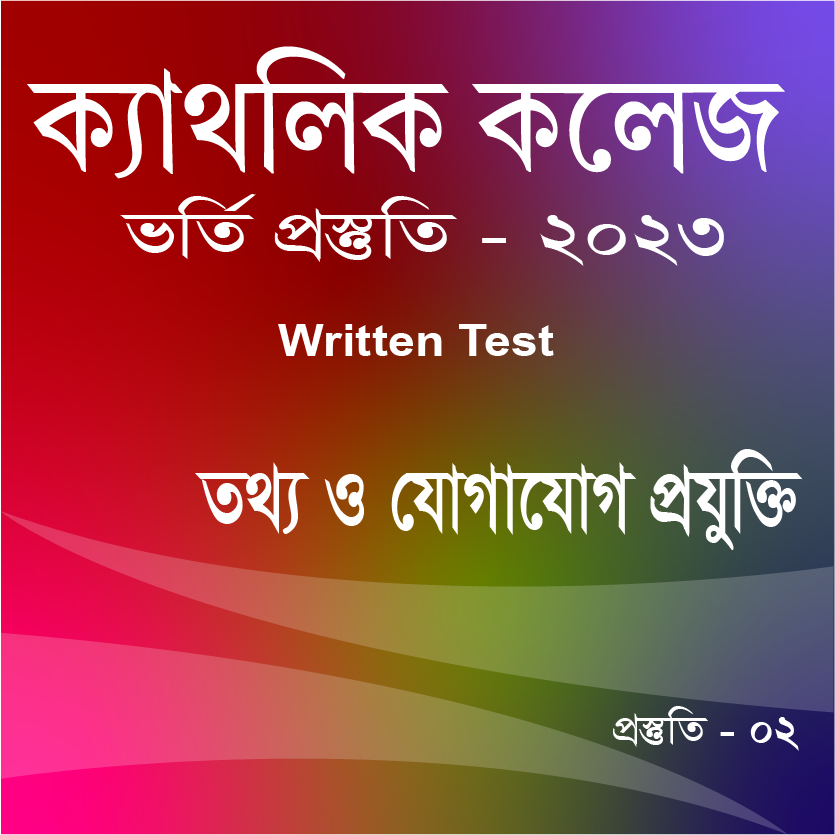 ক্যাথলিক কলেজ
ভর্তি প্রস্তুতি - ২০২৩
Written Test
তথ্য ও যোগাযোগ প্রযুক্তি
প্রস্তুতি - ০২